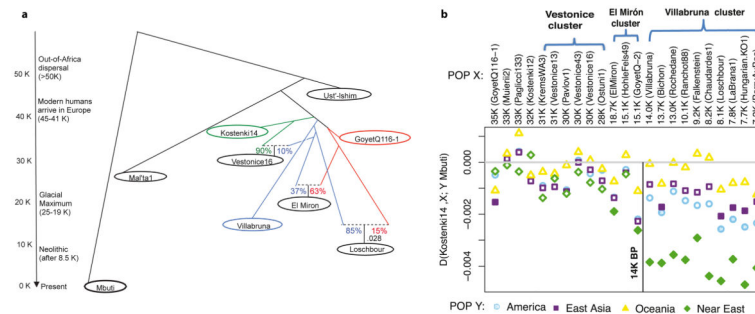 a
Out-of-Africa
dispersal
(>50K)
Modern humans
arrive in Europe
(45-41 K)
Glacial
Maximum
(25-19 K)
Neolithic
(after 8.5 K)
Present
50 K
40 K
30 K
20 K
10 K
0 K
Ust'-Ishim
Kostenki14
GoyetQ116-1
90%
10%
Vestonice16
Mal'ta1
37%
63%
El Miron
Villabruna
85%
15%
.028
Loschbour
Mbuti
b
Vestonice
cluster
El Mirón
cluster
Villabruna cluster
POP X:
35K (GoyetQ116-1)
33K (Muierii2)
33K (Paglicci133)
32K (Kostenki12)
31K (KremsWA3)
31K (Vestonice13)
30K (Pavlov1)
30K (Vestonice43)
30K (Vestonice16)
28K (Ostuni1)
18.7K (ElMiron)
15.1K (HohleFels49)
15.1K (GoyetQ-2)
14.0K (Villabruna)
13.7K (Bichon)
13.0K (Rochedane)
10.1K (Ranchot88)
9.2K (Falkenstein)
8.2K (Chaudardes1)
8.1K (Loschbour)
7.8K (LaBrana1)
7.7K (Hungarian.KO1)
D(Kostenki14 ,X; Y Mbuti)
0.000
-0.002
-0.004
14K BP
POP Y:
America
East Asia
Oceania
Near East